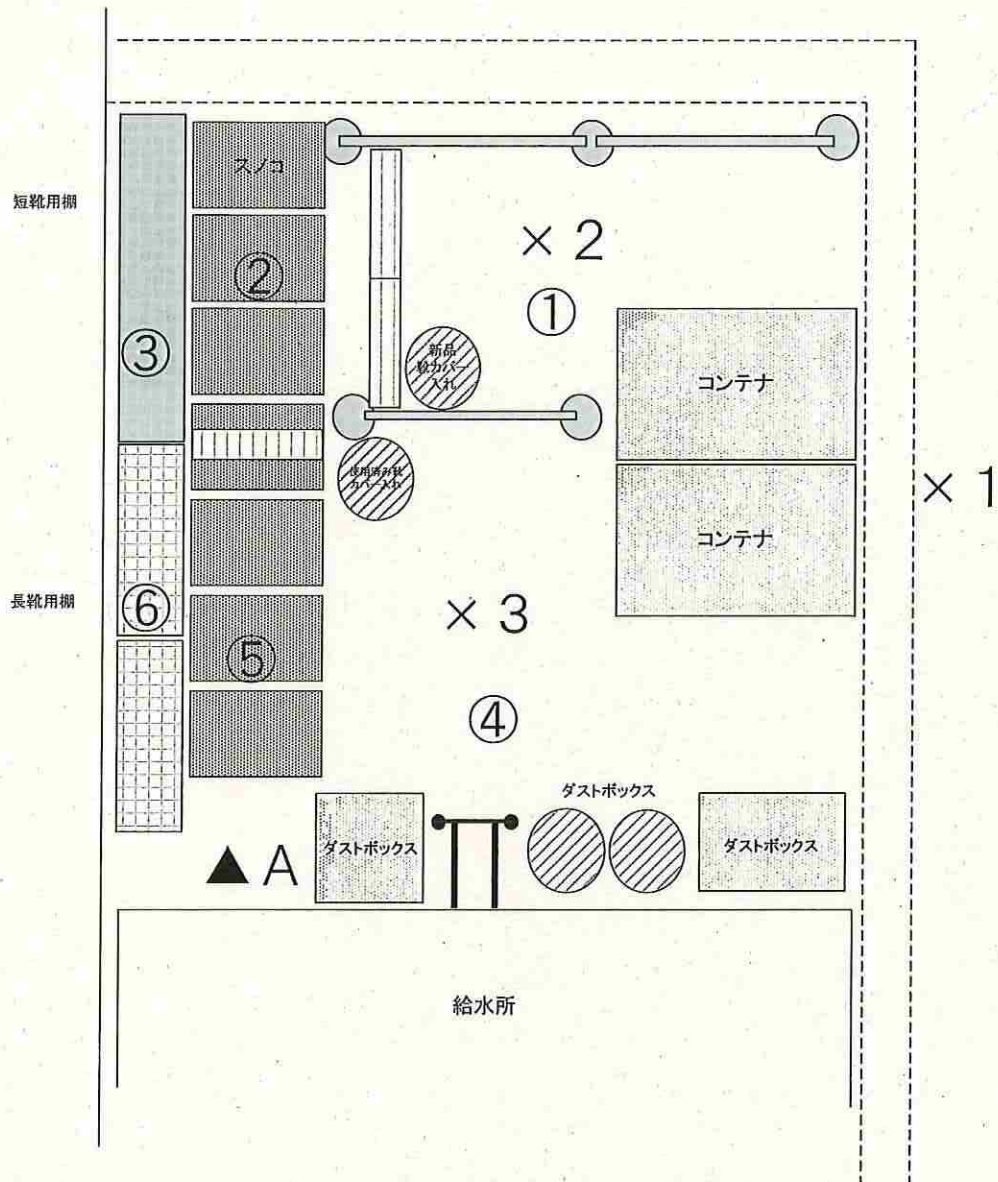 スノコ
短靴用棚
× 2
②
①
③
新品
靴カバー
入れ
コンテナ
使用済み靴
カバー入れ
× 1
コンテナ
長靴用棚
⑥
× 3
⑤
④
ダストボックス
ダストボックス
ダストボックス
▲ A
給水所